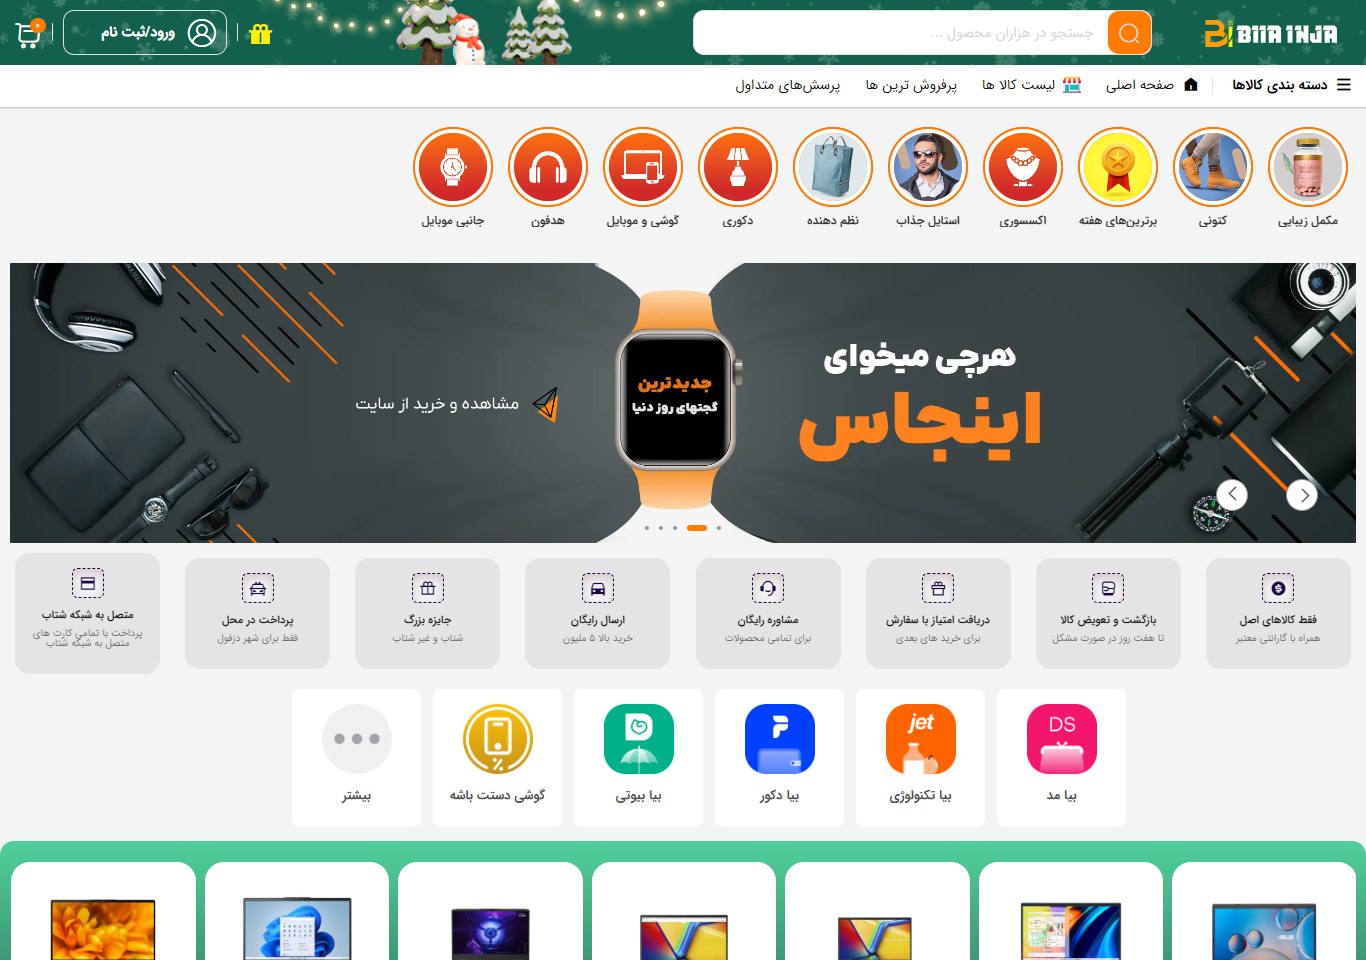 BIIA INJA
جستجو در هزاران محصول ...
ورود/ثبت نام
۰
دسته بندی کالاها
صفحه اصلی
لیست کالا ها
پرفروش ترین ها
پرسش‌های متداول
مکمل زیبایی
کتونی
برترین‌های هفته
اکسسوری
استایل جذاب
نظم دهنده
دکوری
گوشی و موبایل
هدفون
جانبی موبایل
هرچی میخوای
اینجاس
جدیدترین
گجتهای روز دنیا
مشاهده و خرید از سایت
فقط کالاهای اصل
همراه با گارانتی معتبر
بازگشت و تعویض کالا
تا هفت روز در صورت مشکل
دریافت امتیاز با سفارش
برای خرید های بعدی
مشاوره رایگان
برای تمامی محصولات
ارسال رایگان
خرید بالا ۵ ملیون
جایزه بزرگ
شتاب و غیر شتاب
پرداخت در محل
فقط برای شهر دزفول
متصل به شبکه شتاب
پرداخت با تمامی کارت های
متصل به شبکه شتاب
DS
بیا مد
jet
بیا تکنولوژی
بیا دکور
بیا بیوتی
گوشی دستت باشه
بیشتر